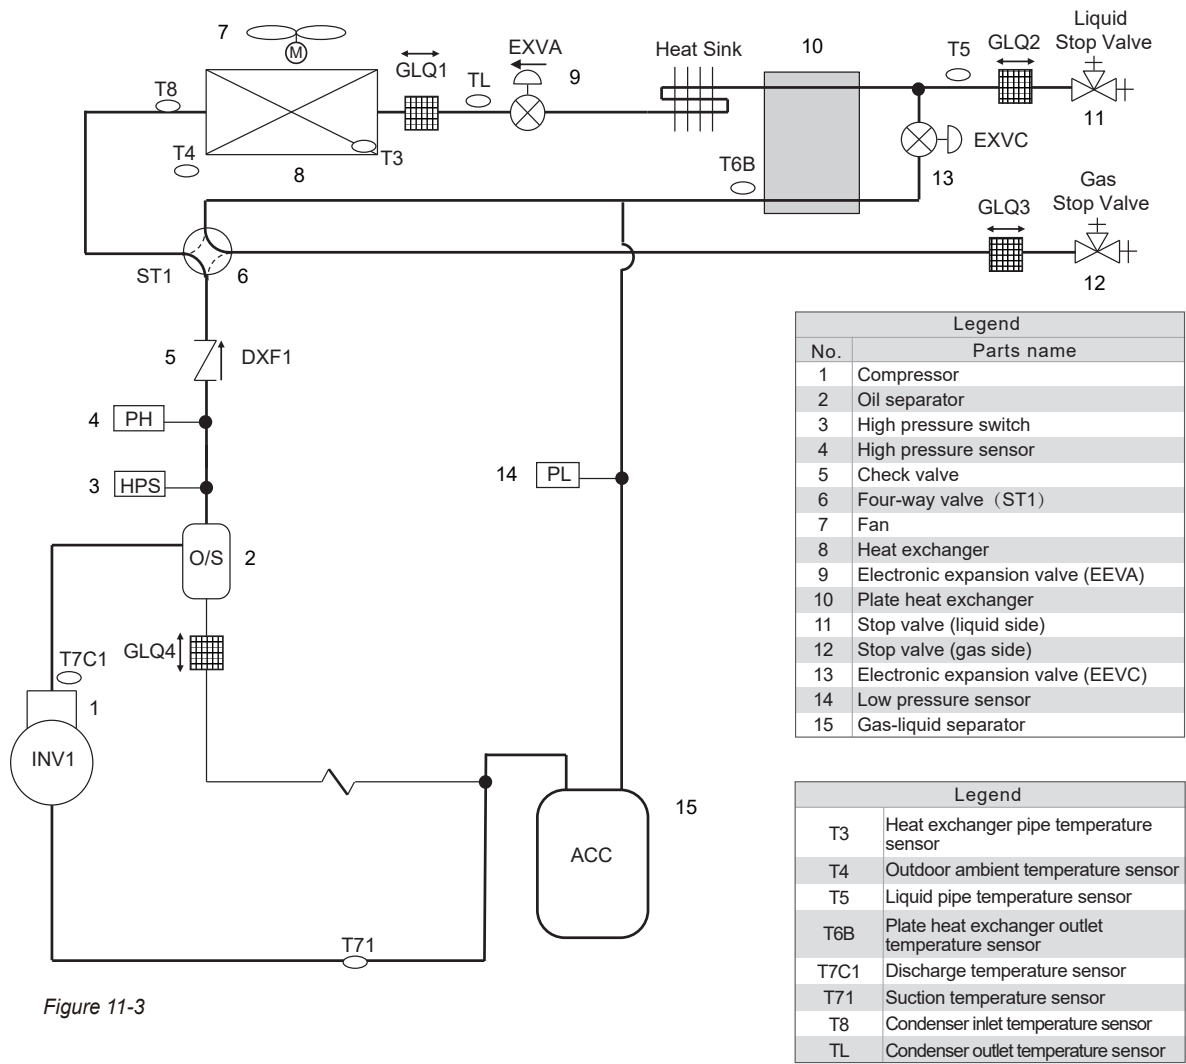 7
M
EXVA
GLQ1
TL
9
Heat Sink
10
T5
GLQ2
Liquid
Stop Valve
T8
T4
T3
8
T6B
EXVC
13
11
GLQ3
Gas
Stop Valve
12
ST1
6
5
DXF1
4
PH
3
HPS
14
PL
O/S
2
GLQ4
T7C1
1
INV1
15
ACC
T71
Figure 11-3
Legend
No. Parts name
1 Compressor
2 Oil separator
3 High pressure switch
4 High pressure sensor
5 Check valve
6 Four-way valve（ST1）
7 Fan
8 Heat exchanger
9 Electronic expansion valve (EEVA)
10 Plate heat exchanger
11 Stop valve (liquid side)
12 Stop valve (gas side)
13 Electronic expansion valve (EEVC)
14 Low pressure sensor
15 Gas-liquid separator
Legend
T3 Heat exchanger pipe temperature
sensor
T4 Outdoor ambient temperature sensor
T5 Liquid pipe temperature sensor
T6B Plate heat exchanger outlet
temperature sensor
T7C1 Discharge temperature sensor
T71 Suction temperature sensor
T8 Condenser inlet temperature sensor
TL Condenser outlet temperature sensor